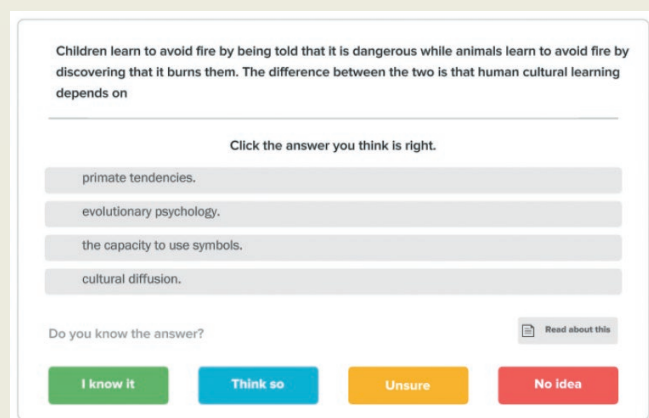 Children learn to avoid fire by being told that it is dangerous while animals learn to avoid fire by
discovering that it burns them. The difference between the two is that human cultural learning
depends on
Click the answer you think is right.
primate tendencies.
evolutionary psychology.
the capacity to use symbols.
cultural diffusion.
Do you know the answer?
Read about this
I know it
Think so
Unsure
No idea